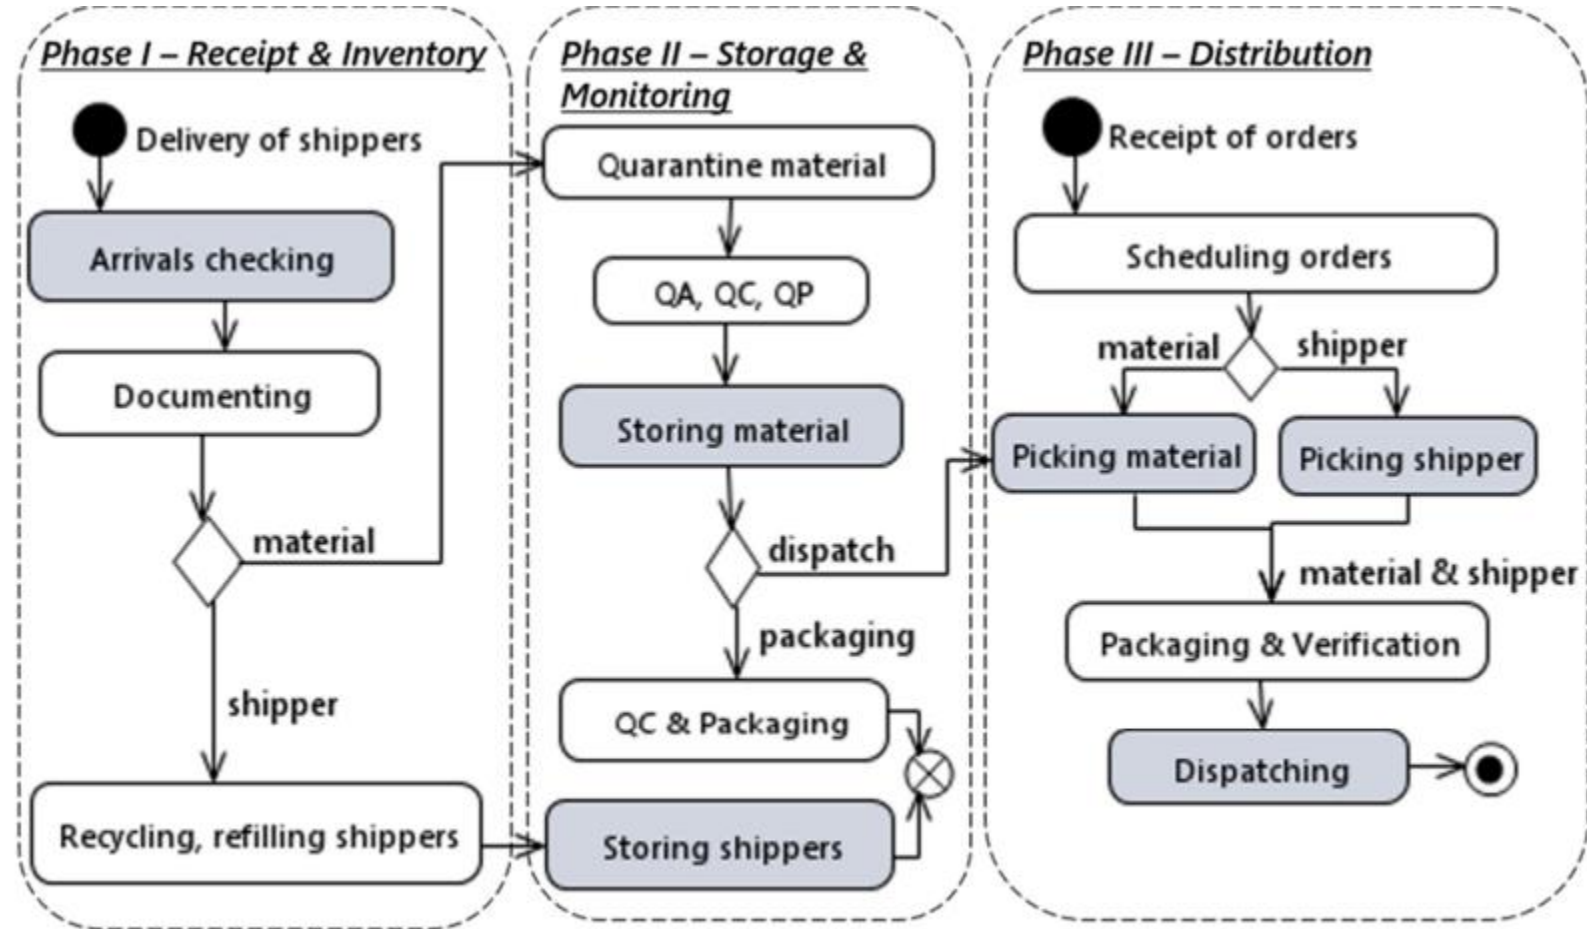 Phase I – Receipt & Inventory
Delivery of shippers
Arrivals checking
Documenting
material
shipper
Recycling, refilling shippers
Phase II – Storage &
Monitoring
Quarantine material
QA, QC, QP
Storing material
dispatch
packaging
QC & Packaging
Storing shippers
Phase III – Distribution
Receipt of orders
Scheduling orders
material
shipper
Picking material
Picking shipper
material & shipper
Packaging & Verification
Dispatching